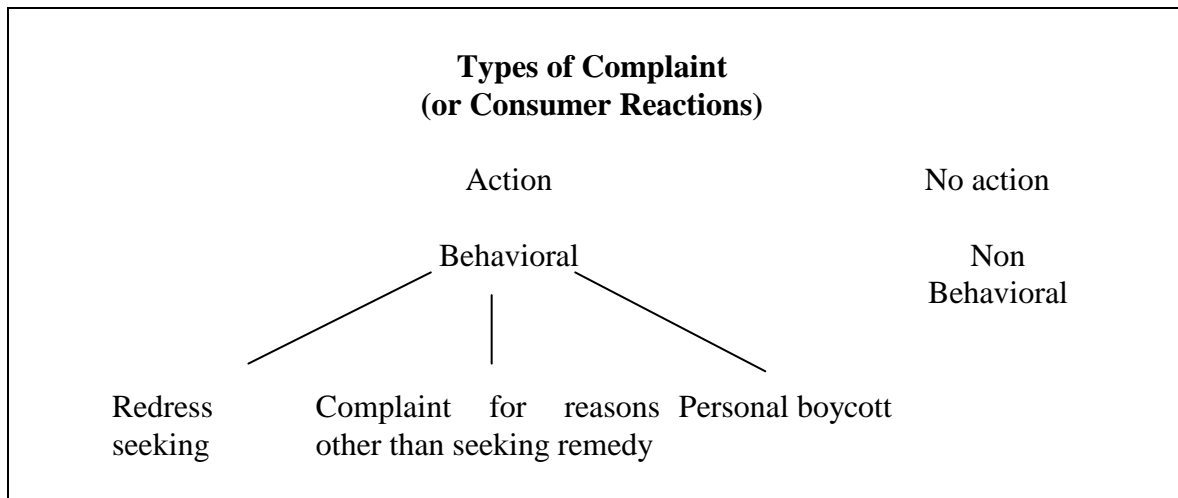 Types of Complaint
(or Consumer Reactions)
Action No action
Behavioral Non
Behavioral
Redress Complaint for reasons Personal boycott
seeking other than seeking remedy